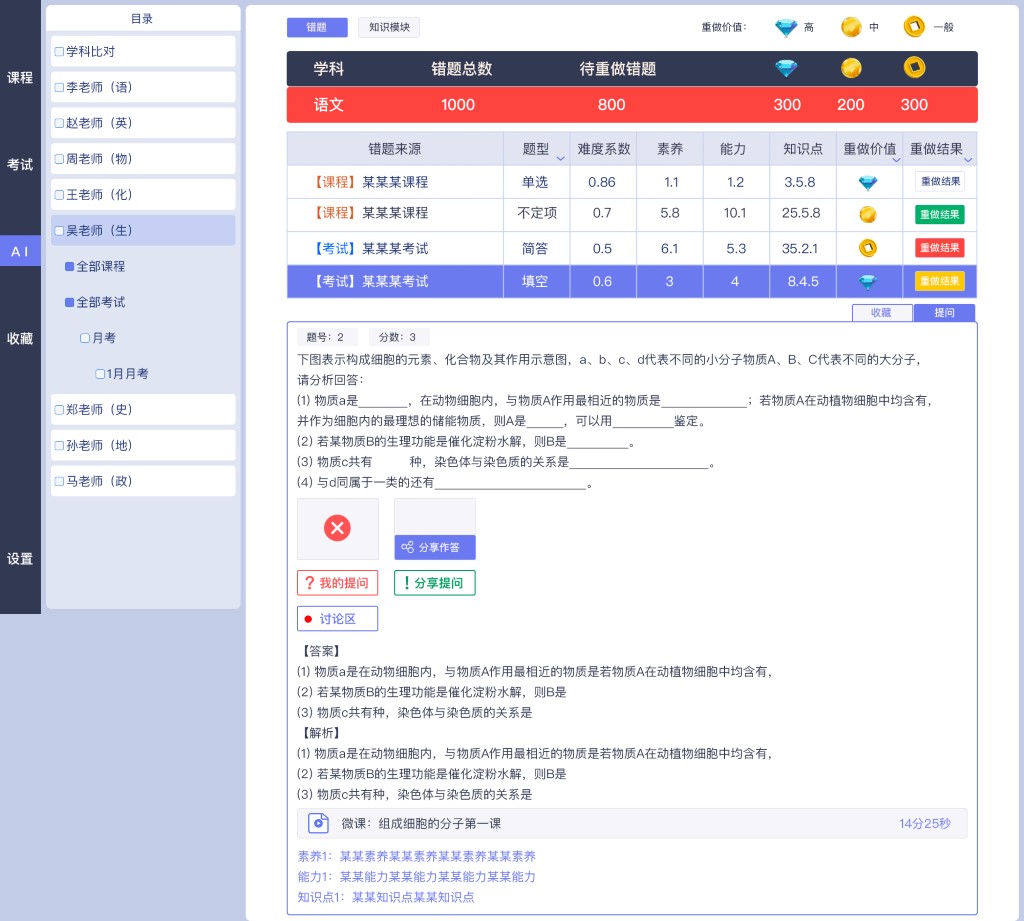 课程
考试
AI
收藏
设置
目录
学科比对
李老师（语）
赵老师（英）
周老师（物）
王老师（化）
吴老师（生）
全部课程
全部考试
月考
1月月考
郑老师（史）
孙老师（地）
马老师（政）
错题 知识模块 重做价值： 高 中 一般
学科 错题总数 待重做错题
语文 1000 800 300 200 300
错题来源 题型 难度系数 素养 能力 知识点 重做价值 重做结果
【课程】某某某课程 单选 0.86 1.1 1.2 3.5.8 重做结果
【课程】某某某课程 不定项 0.7 5.8 10.1 25.5.8 重做结果
【考试】某某某考试 简答 0.5 6.1 5.3 35.2.1 重做结果
【考试】某某某考试 填空 0.6 3 4 8.4.5 重做结果
收藏 提问
题号：2 分数：3
下图表示构成细胞的元素、化合物及其作用示意图，a、b、c、d代表不同的小分子物质A、B、C代表不同的大分子，
请分析回答：
(1) 物质a是________，在动物细胞内，与物质A作用最相近的物质是______________；若物质A在动植物细胞中均含有，
并作为细胞内的最理想的储能物质，则A是______，可以用__________鉴定。
(2) 若某物质B的生理功能是催化淀粉水解，则B是__________。
(3) 物质c共有 种，染色体与染色质的关系是_______________________。
(4) 与d同属于一类的还有_________________________。
分享作答
?我的提问 !分享提问
讨论区
【答案】
(1) 物质a是在动物细胞内，与物质A作用最相近的物质是若物质A在动植物细胞中均含有，
(2) 若某物质B的生理功能是催化淀粉水解，则B是
(3) 物质c共有种，染色体与染色质的关系是
【解析】
(1) 物质a是在动物细胞内，与物质A作用最相近的物质是若物质A在动植物细胞中均含有，
(2) 若某物质B的生理功能是催化淀粉水解，则B是
(3) 物质c共有种，染色体与染色质的关系是
微课：组成细胞的分子第一课 14分25秒
素养1：某某素养某某素养某某素养某某素养
能力1：某某能力某某能力某某能力某某能力
知识点1：某某知识点某某知识点